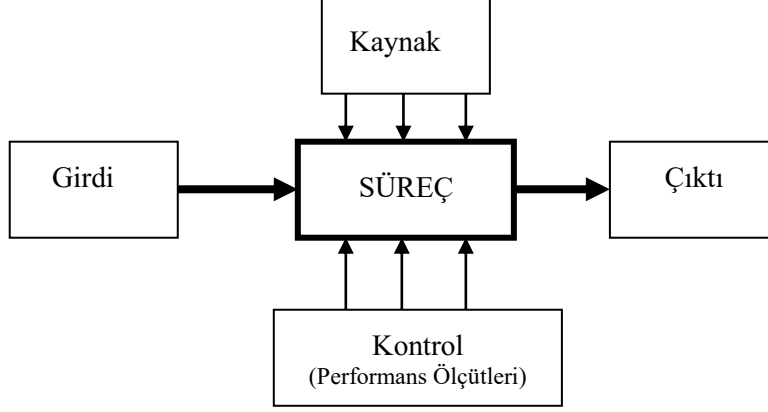 Kaynak
Girdi
SÜREÇ
Çıktı
Kontrol
(Performans Ölçütleri)